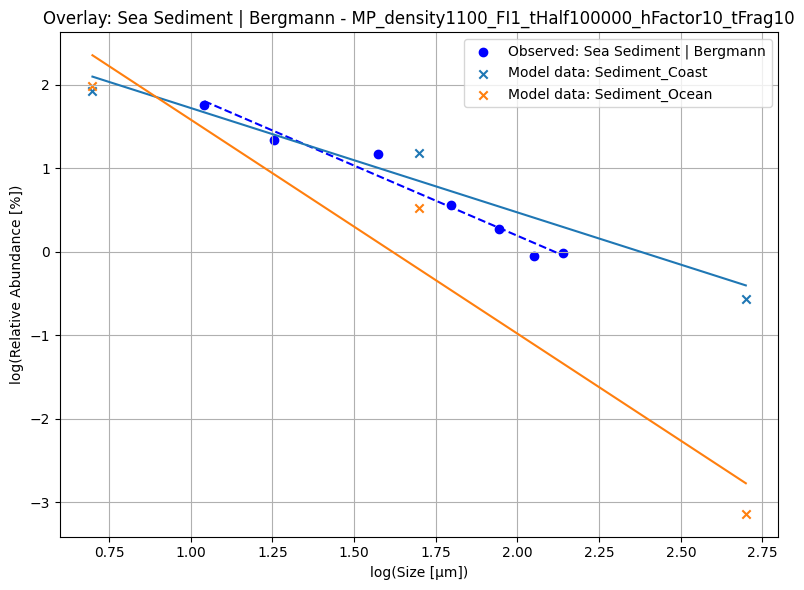 Overlay: Sea Sediment | Bergmann - MP_density1100_FI1_tHalf100000_hFactor10_tFrag10
Observed: Sea Sediment | Bergmann
Model data: Sediment_Coast
Model data: Sediment_Ocean
log(Relative Abundance [%])
2
1
0
−1
−2
−3
0.75
1.00
1.25
1.50
1.75
2.00
2.25
2.50
2.75
log(Size [μm])